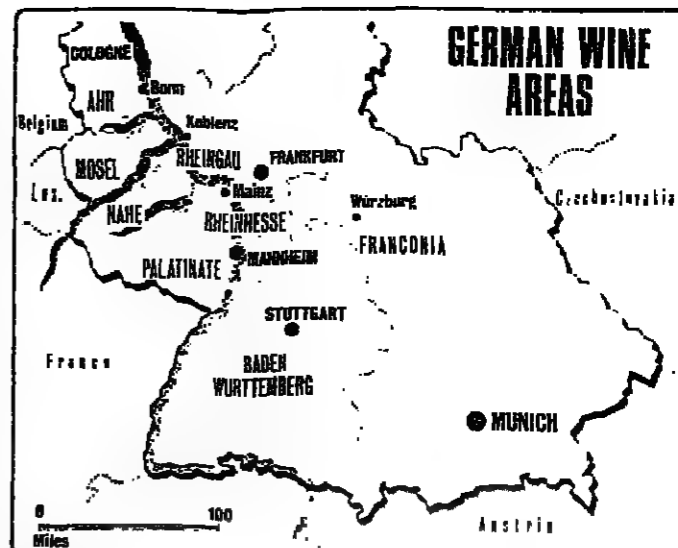 GERMAN WINE
AREAS
COLOGNE
Bonn
AHR
Belgium
Koblenz
MOSEL
RHEINGAU
FRANKFURT
Lux.
Mainz
NAHE
RHEINHESSE
Würzburg
Czechoslovakia
FRANCONIA
PALATINATE
MANNHEIM
STUTTGART
France
BADEN
WURTTEMBERG
MUNICH
0 100
Miles
Austria